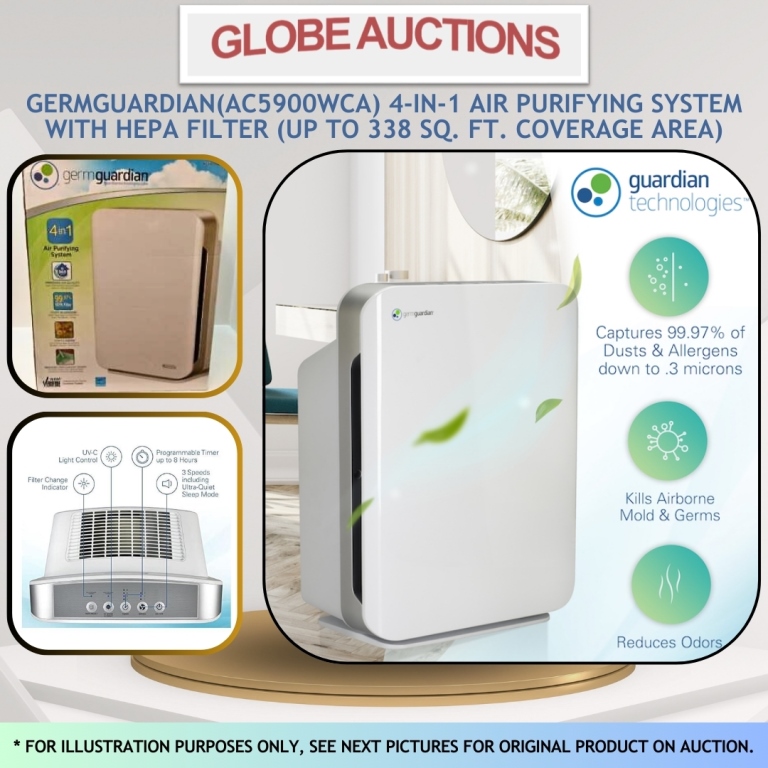 GLOBE AUCTIONS
GERMGUARDIAN(AC5900WCA) 4-IN-1 AIR PURIFYING SYSTEM
WITH HEPA FILTER (UP TO 338 SQ. FT. COVERAGE AREA)
germguardian
4in1
Air Purifying
System
guardian
technologies
germguardian
Captures 99.97% of
Dusts & Allergens
down to .3 microns
Kills Airborne
Mold & Germs
Reduces Odors
UV-C
Light Control
Programmable Timer
up to 8 Hours
Filter Change
Indicator
3 Speeds
including
Ultra-Quiet
Sleep Mode
* FOR ILLUSTRATION PURPOSES ONLY, SEE NEXT PICTURES FOR ORIGINAL PRODUCT ON AUCTION.